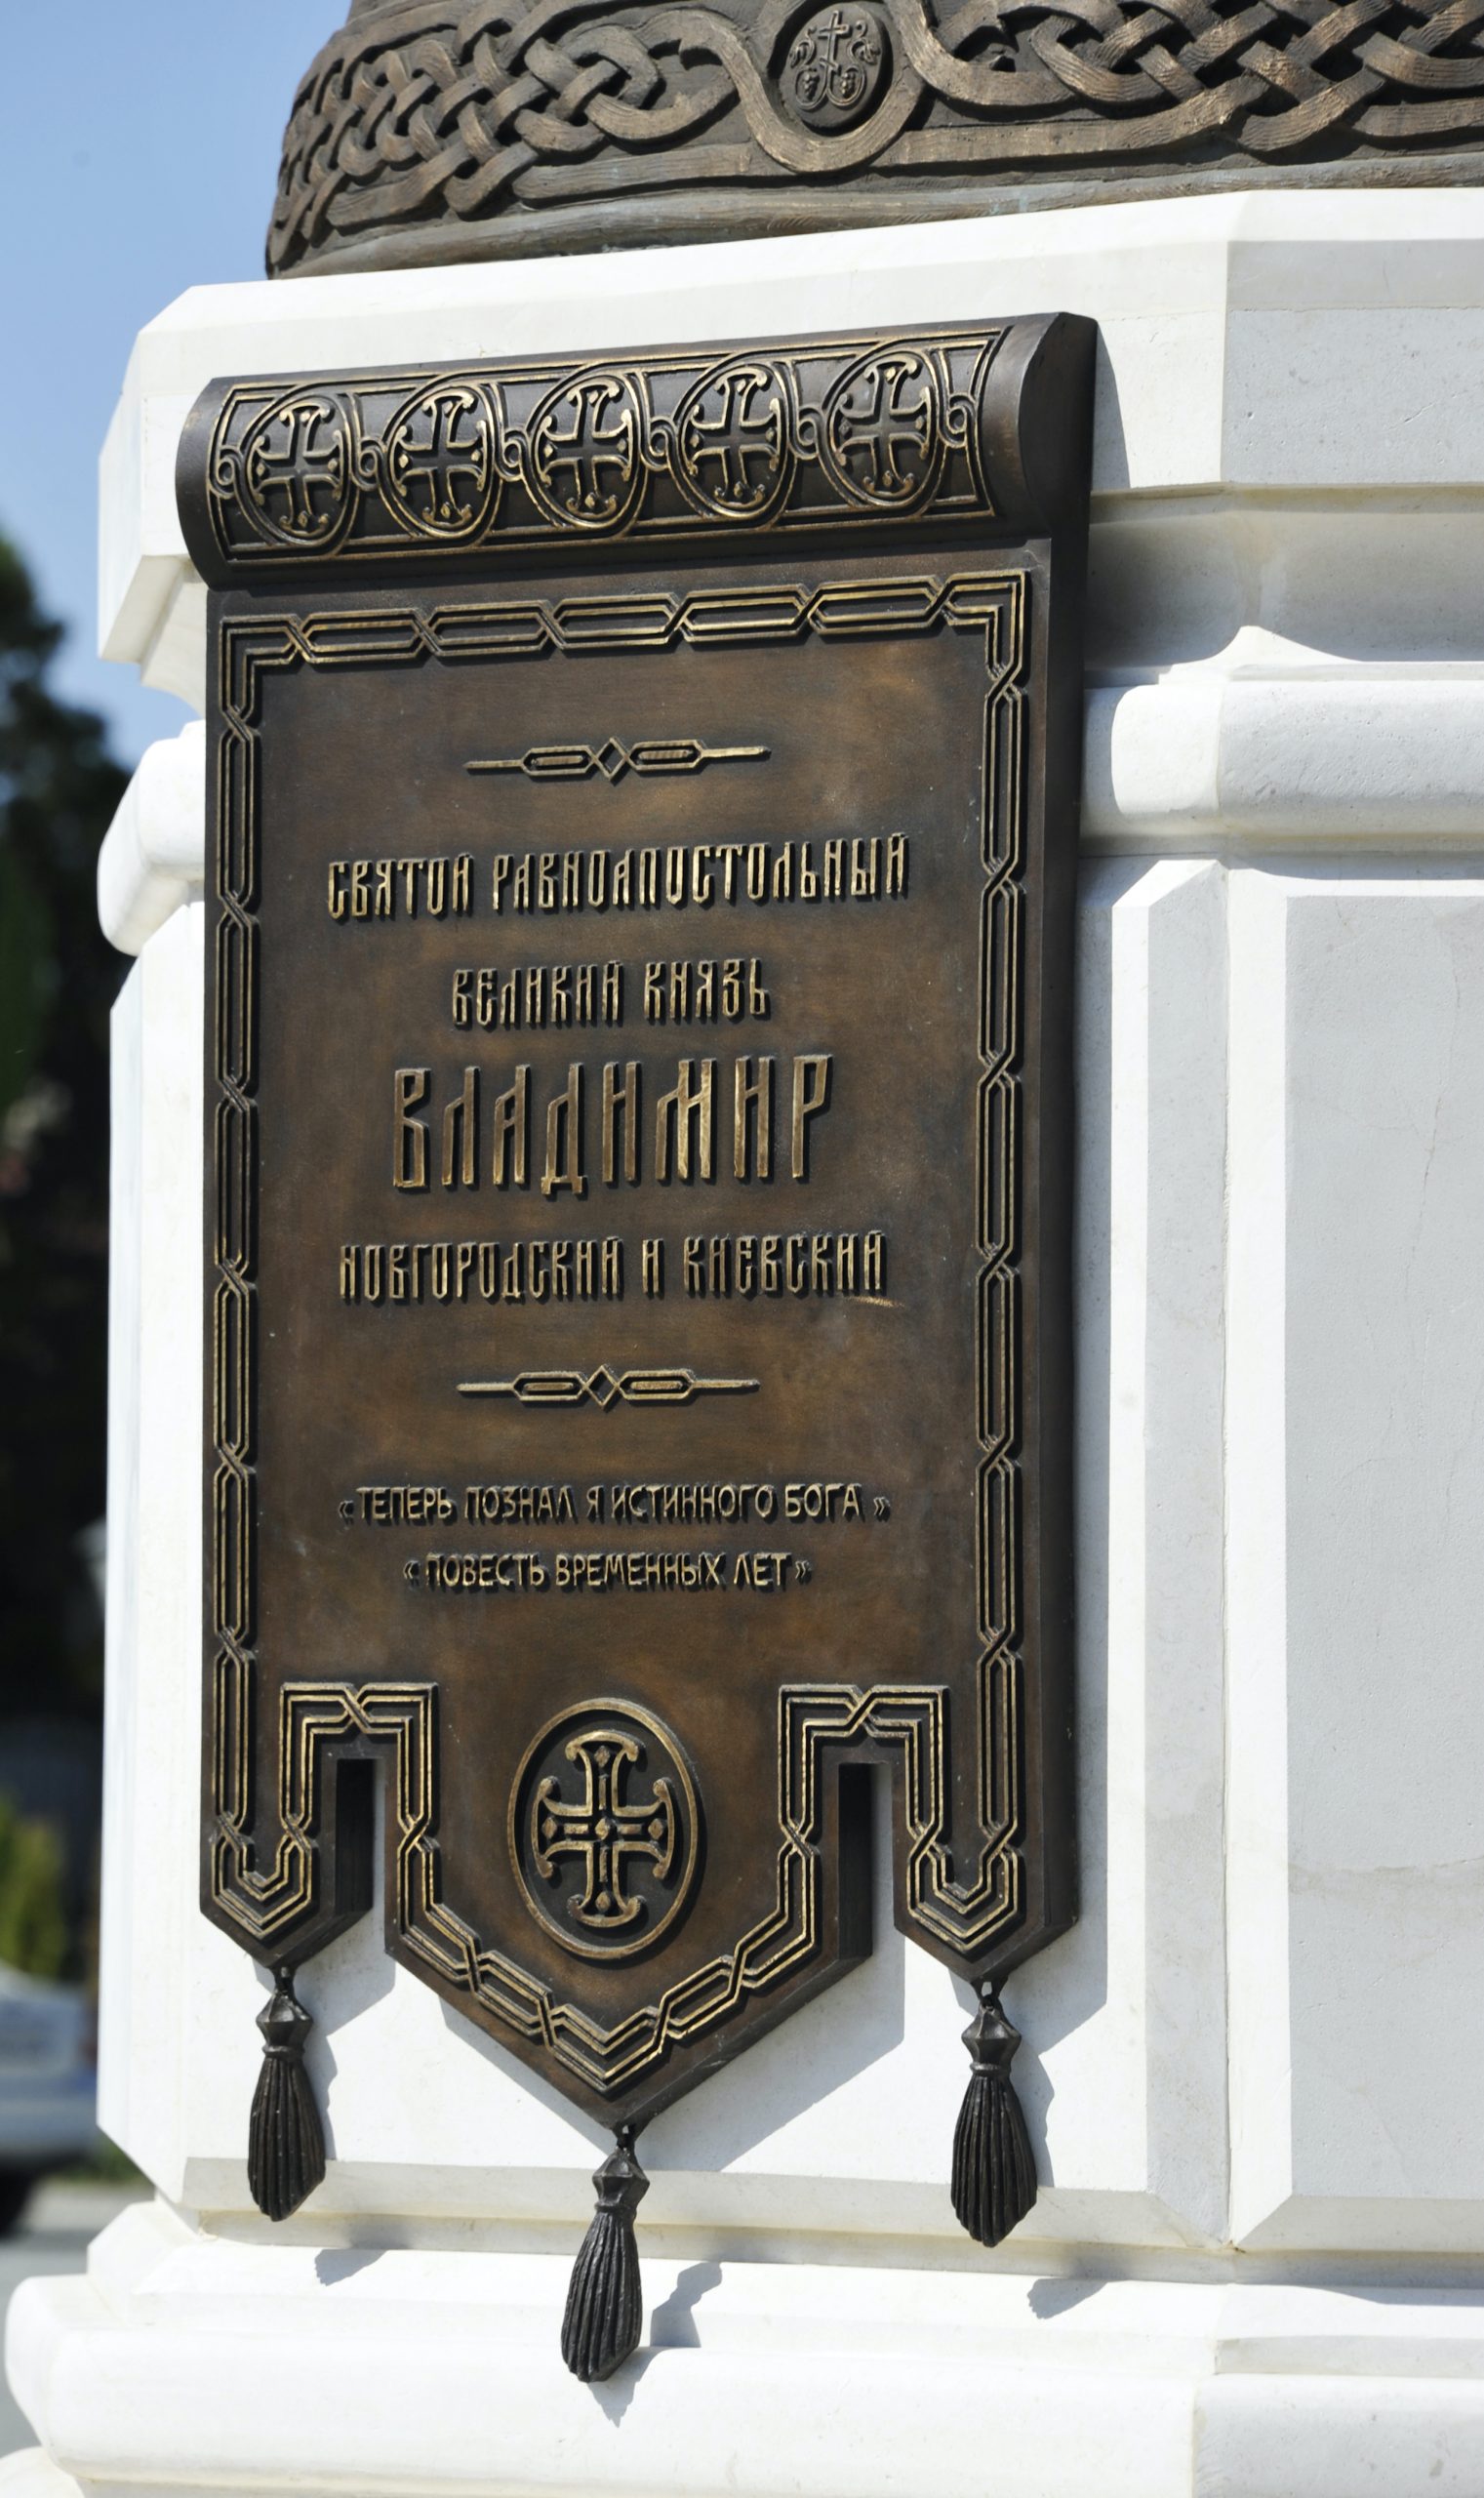 СВЯТОЙ РАВНОАПОСТОЛЬНЫЙ
ВЕЛИКИЙ КНЯЗЬ
ВЛАДИМИР
НОВГОРОДСКИЙ И КИЕВСКИЙ
«ТЕПЕРЬ ПОЗНАЛ Я ИСТИННОГО БОГА»
«ПОВЕСТЬ ВРЕМЕННЫХ ЛЕТ»